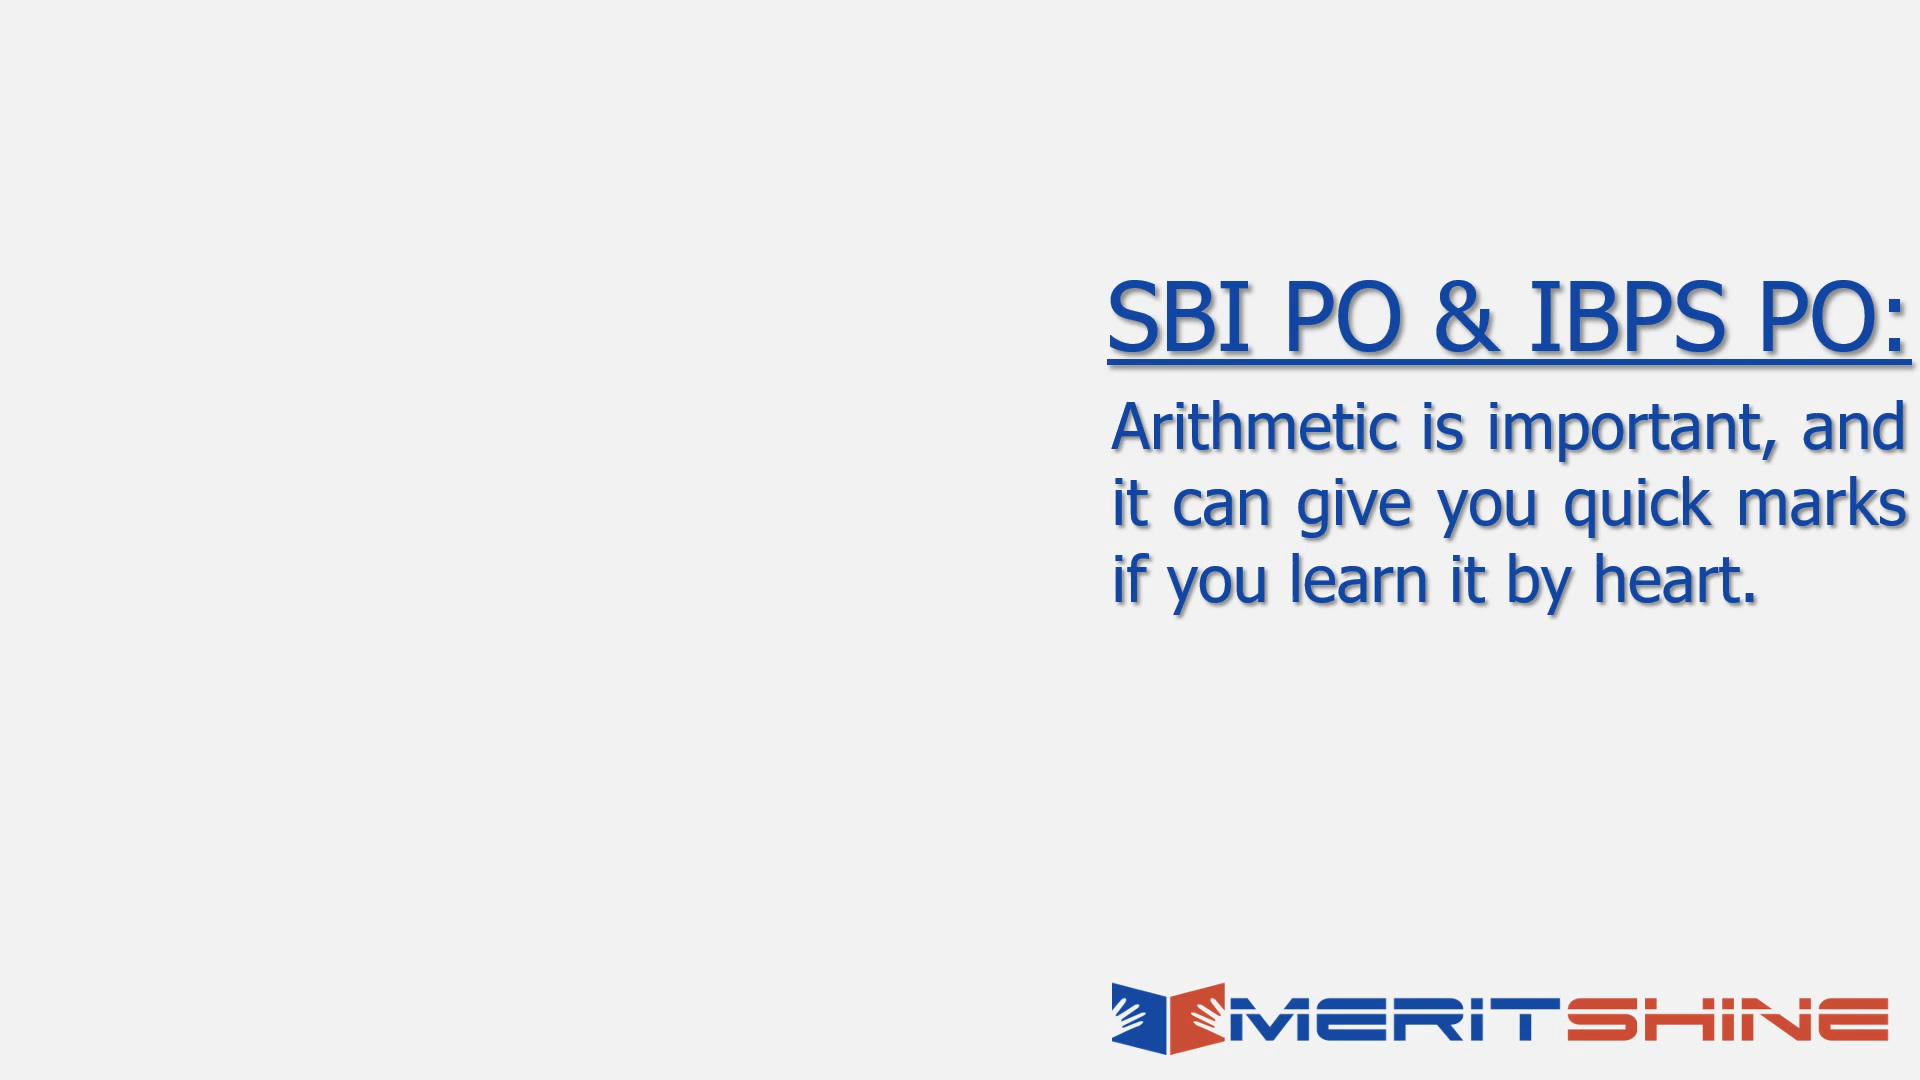 SBI PO & IBPS PO:
Arithmetic is important, and
it can give you quick marks
if you learn it by heart.
MERITSHINE